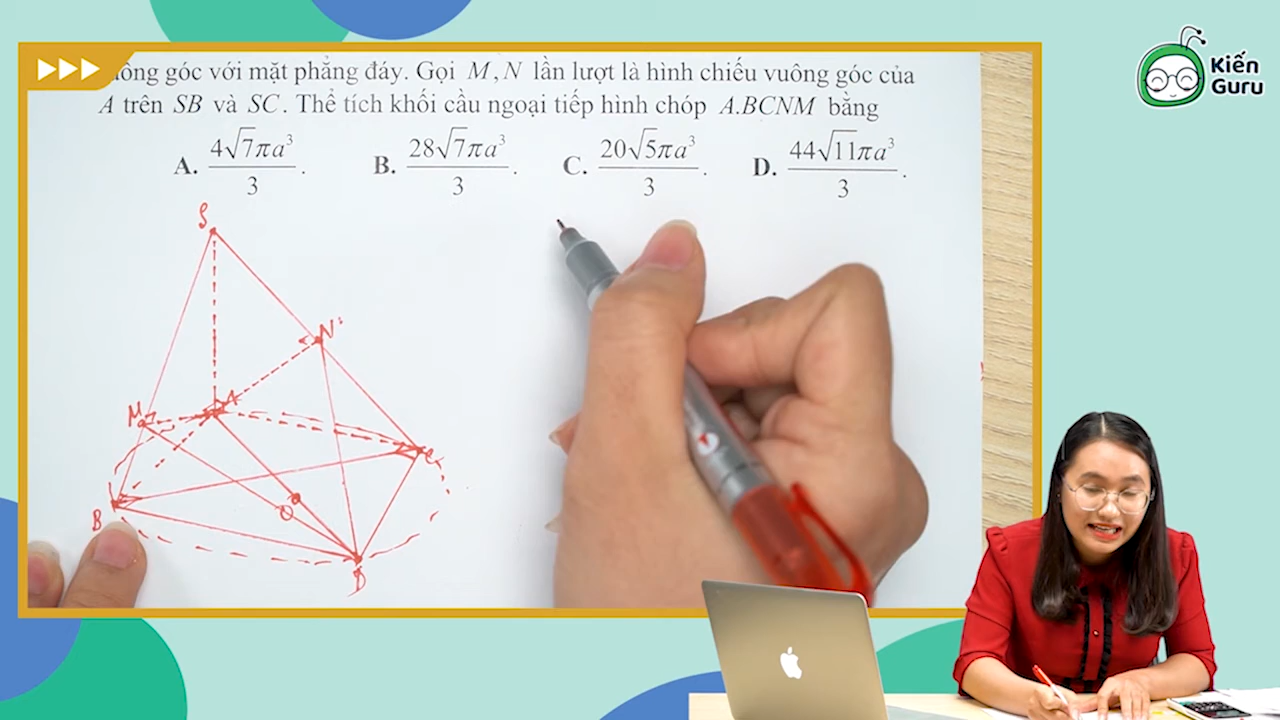 góc với mặt phẳng đáy. Gọi M, N lần lượt là hình chiếu vuông góc của
A trên SB và SC. Thể tích khối cầu ngoại tiếp hình chóp A.BCNM bằng
A. 4√7πa³/3. B. 28√7πa³/3. C. 20√5πa³/3. D. 44√11πa³/3.
S
N
M
A
C
O
B
D
Kiến
Guru